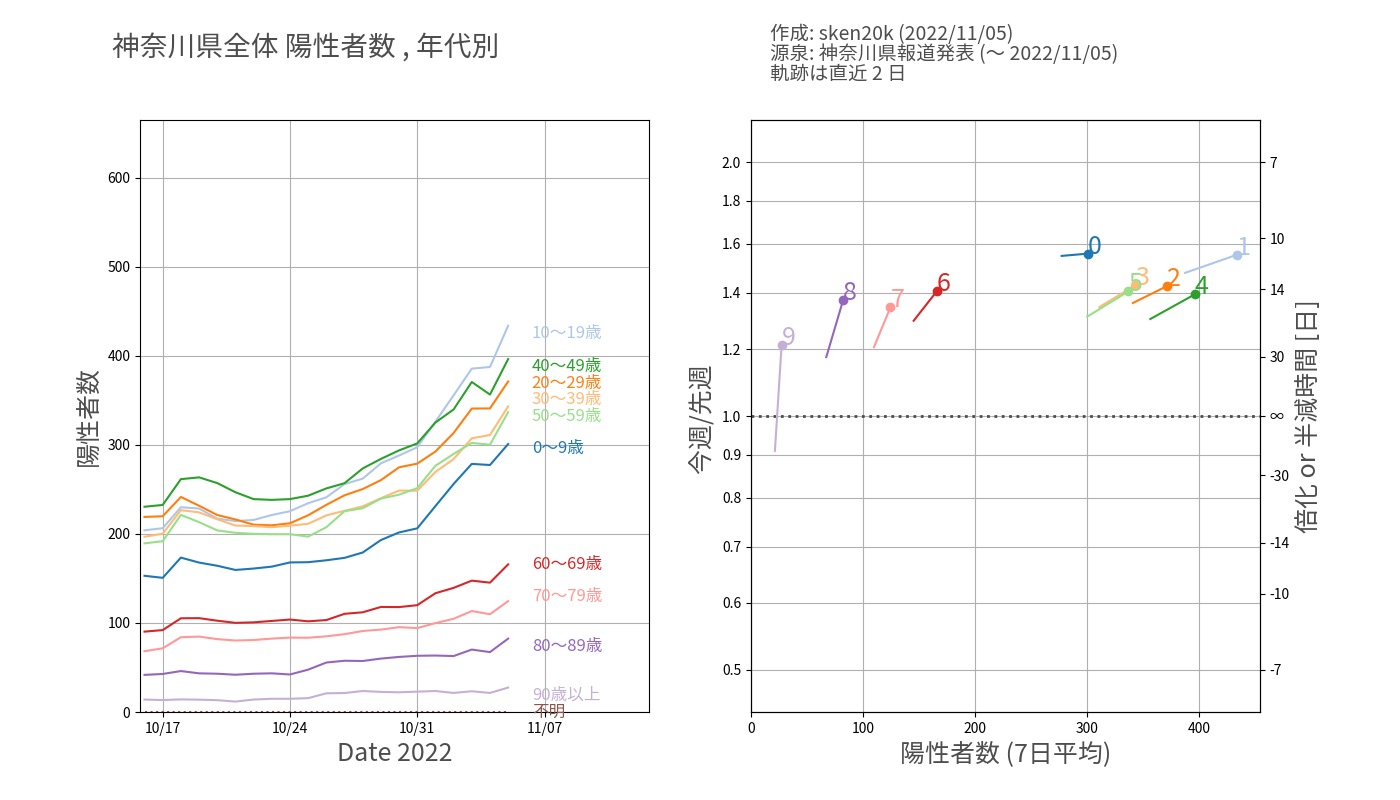 神奈川県全体 陽性者数 , 年代別
作成: sken20k (2022/11/05)
源泉: 神奈川県報道発表 (～ 2022/11/05)
軌跡は直近 2 日
陽性者数
600
500
400
300
200
100
0
10～19歳
40～49歳
20～29歳
30～39歳
50～59歳
0～9歳
60～69歳
70～79歳
80～89歳
90歳以上
不明
10/17
10/24
10/31
11/07
Date 2022
今週/先週
2.0
1.8
1.6
1.4
1.2
1.0
0.9
0.8
0.7
0.6
0.5
9
8
7
6
0
5
3
2
4
1
0
100
200
300
400
陽性者数 (7日平均)
7
10
14
30
∞
-30
-14
-10
-7
倍化 or 半減時間 [日]